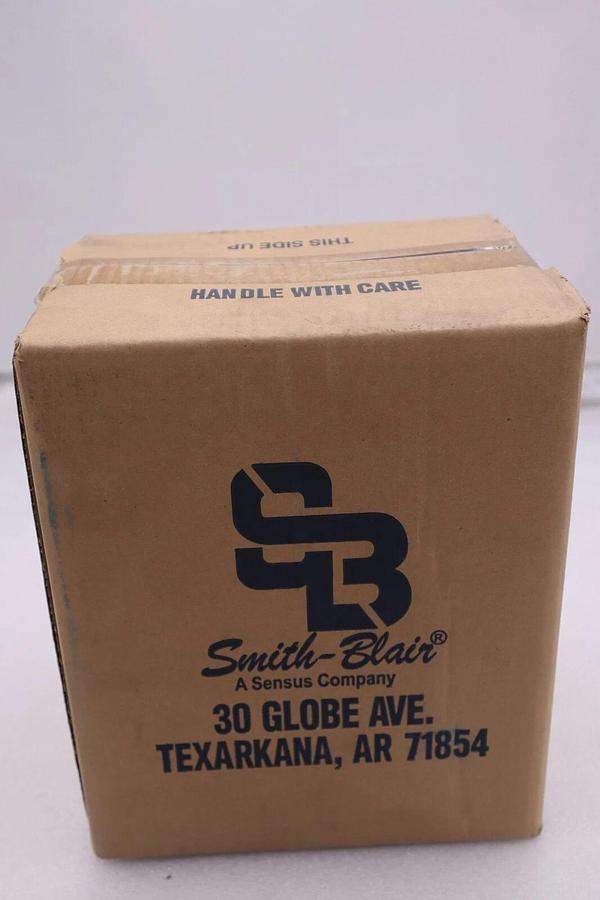 THIS SIDE UP
HANDLE WITH CARE
SB
Smith-Blair®
A Sensus Company
30 GLOBE AVE.
TEXARKANA, AR 71854